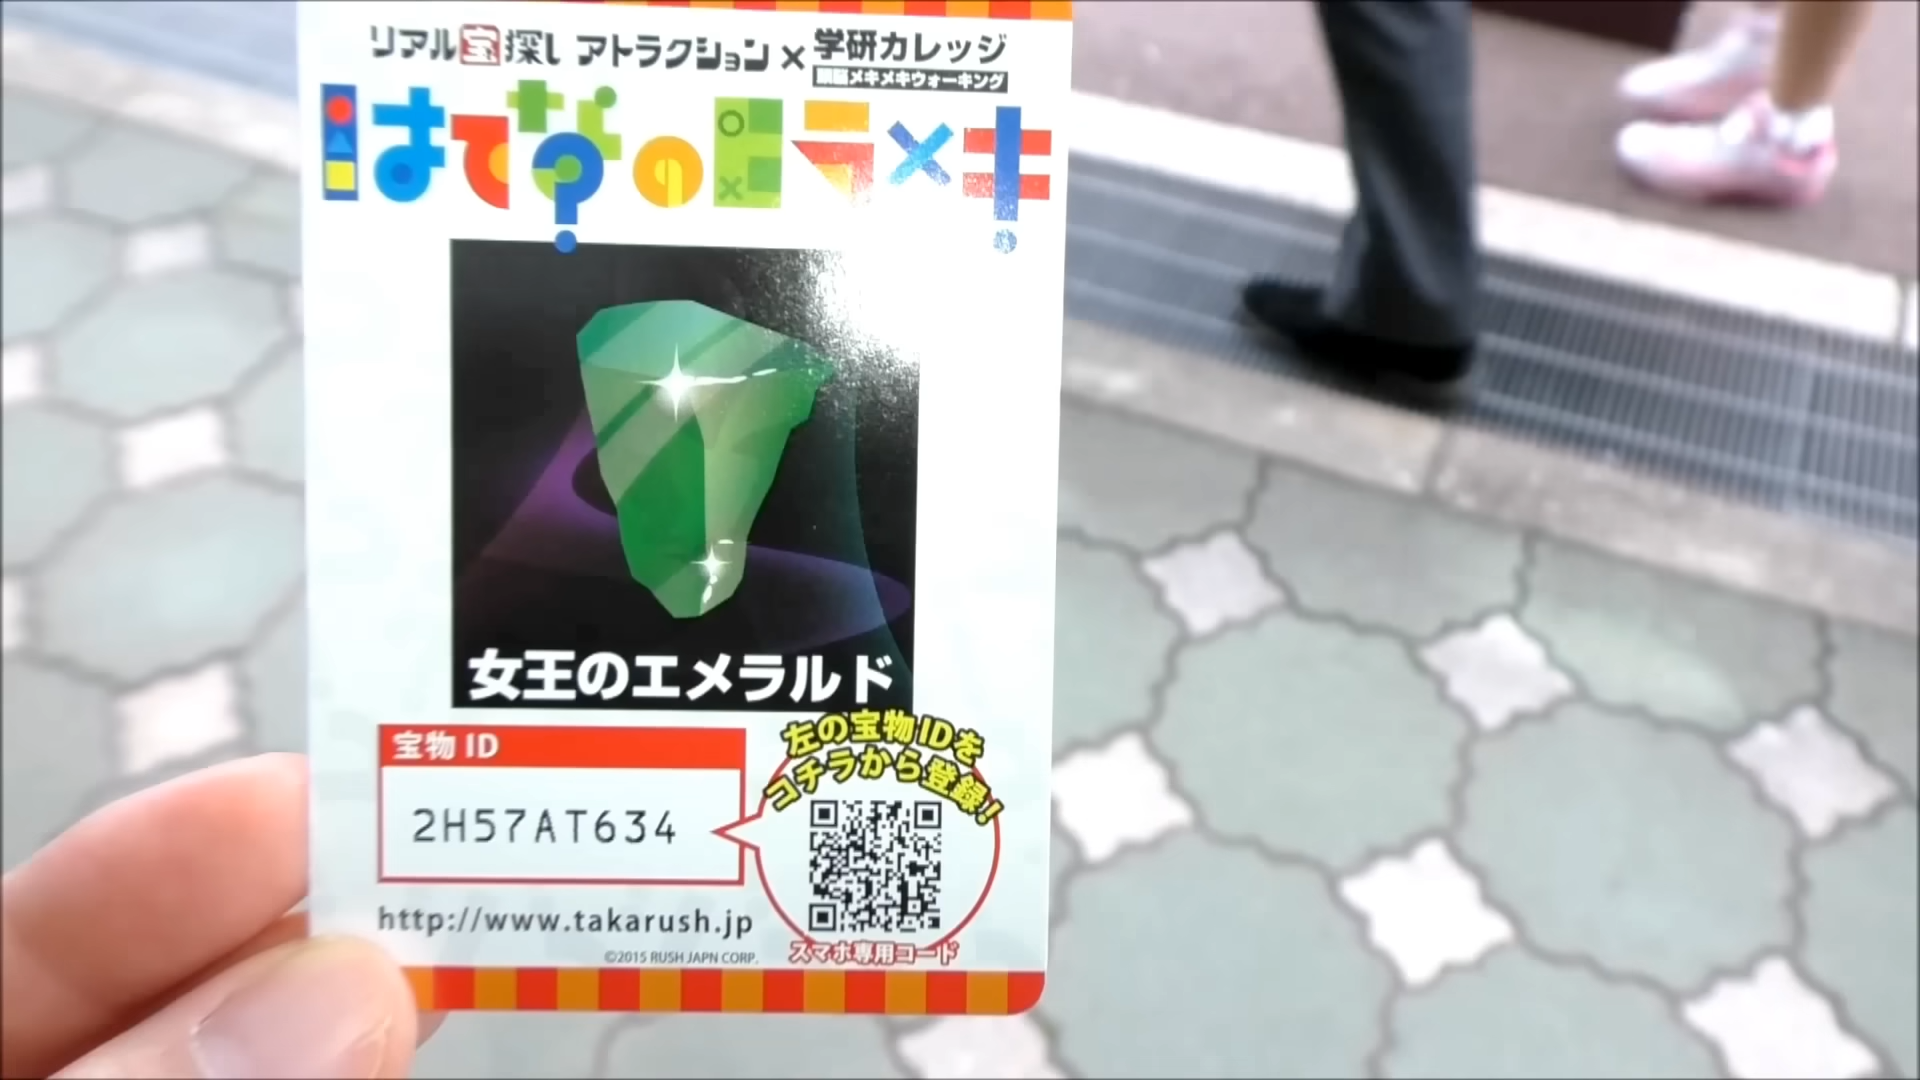 リアル宝探し アトラクション×学研カレッジ
頭脳メキメキウォーキング
はてな?のヒラメキ!
女王のエメラルド
宝物 ID
左の宝物IDを
コチラから登録!
2H57AT634
http://www.takarush.jp
©2015 RUSH JAPN CORP.
スマホ専用コード